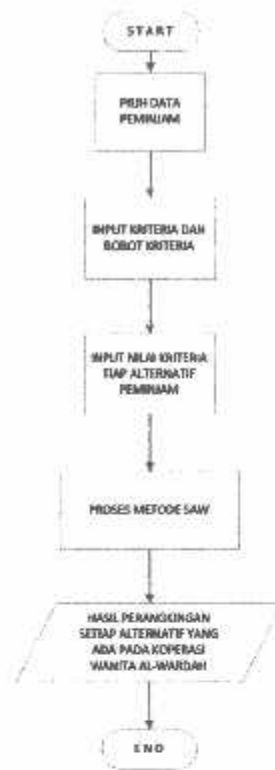 START
PILIH DATA
PEMINJAM
INPUT KRITERIA DAN
BOBOT KRITERIA
INPUT NILAI KRITERIA
TIAP ALTERNATIF
PEMINJAM
PROSES METODE SAW
HASIL PERANGKINGAN
SETIAP ALTERNATIF YANG
ADA PADA KOPERASI
WANITA AL-WARDAH
END